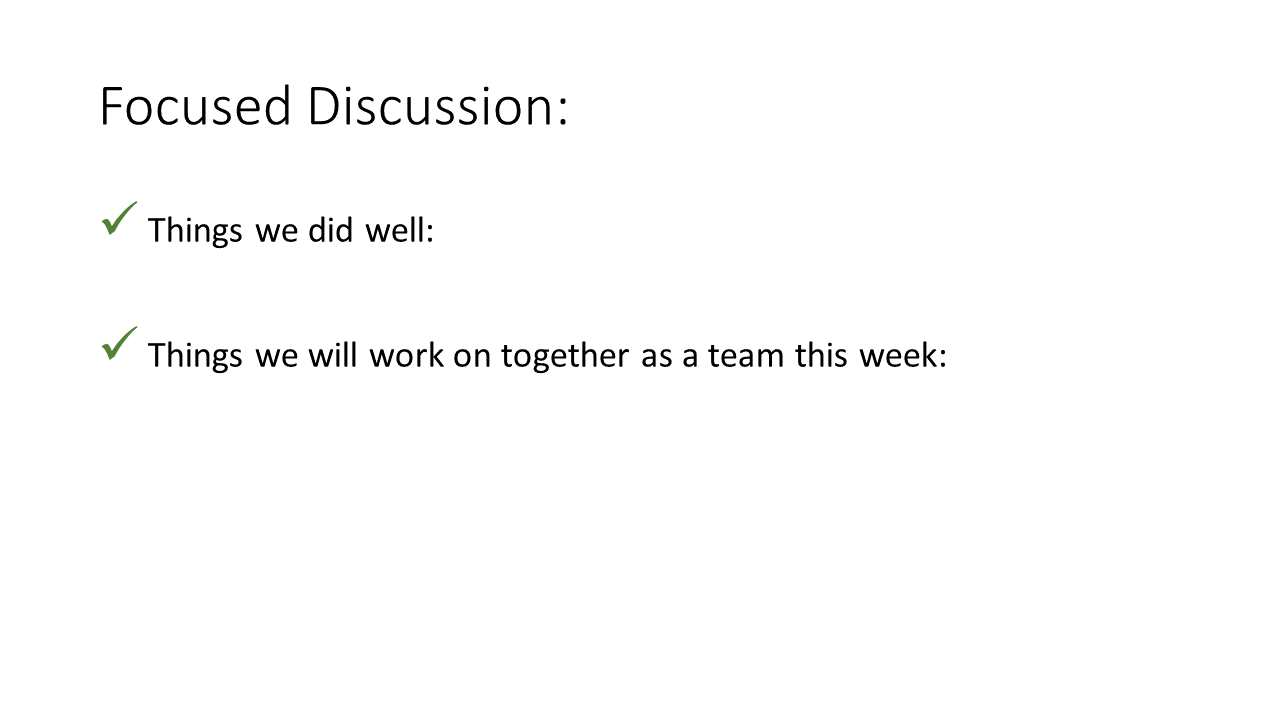 Focused Discussion:
Things we did well:
Things we will work on together as a team this week: